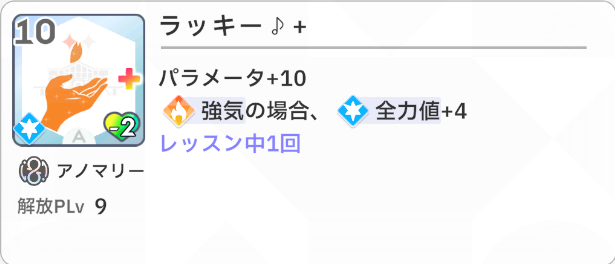 10
ラッキー♪+
パラメータ+10
強気の場合、全力値+4
レッスン中1回
-2
A
アノマリー
解放PLv 9